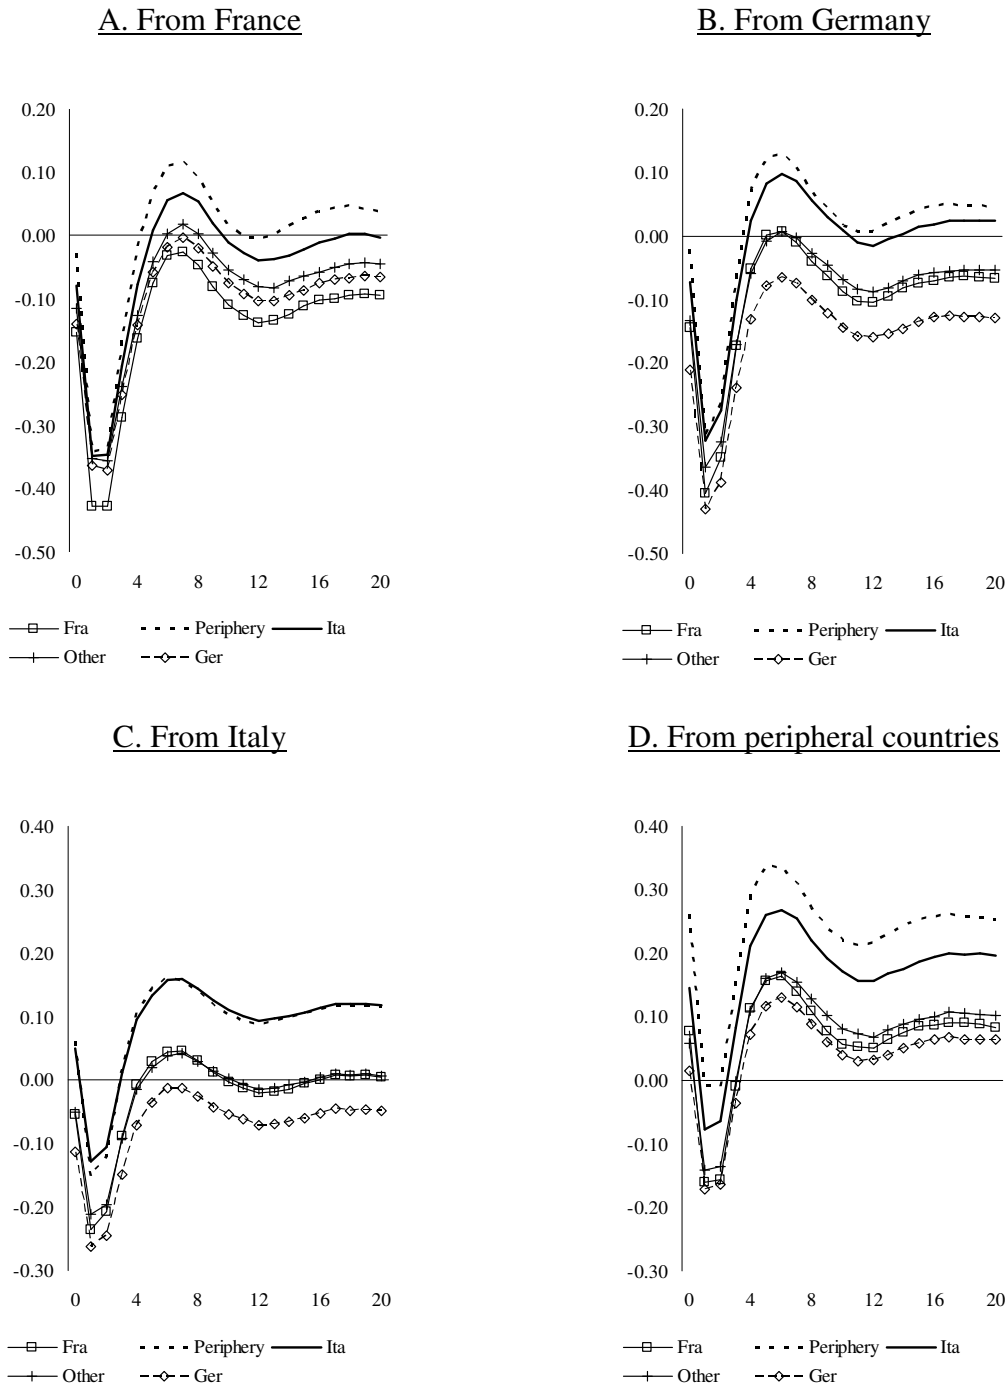 A. From France
0.20
0.10
0.00
-0.10
-0.20
-0.30
-0.40
-0.50
0 4 8 12 16 20
Fra Periphery Ita
Other Ger
B. From Germany
0.20
0.10
0.00
-0.10
-0.20
-0.30
-0.40
-0.50
0 4 8 12 16 20
Fra Periphery Ita
Other Ger
C. From Italy
0.40
0.30
0.20
0.10
0.00
-0.10
-0.20
-0.30
0 4 8 12 16 20
Fra Periphery Ita
Other Ger
D. From peripheral countries
0.40
0.30
0.20
0.10
0.00
-0.10
-0.20
-0.30
0 4 8 12 16 20
Fra Periphery Ita
Other Ger